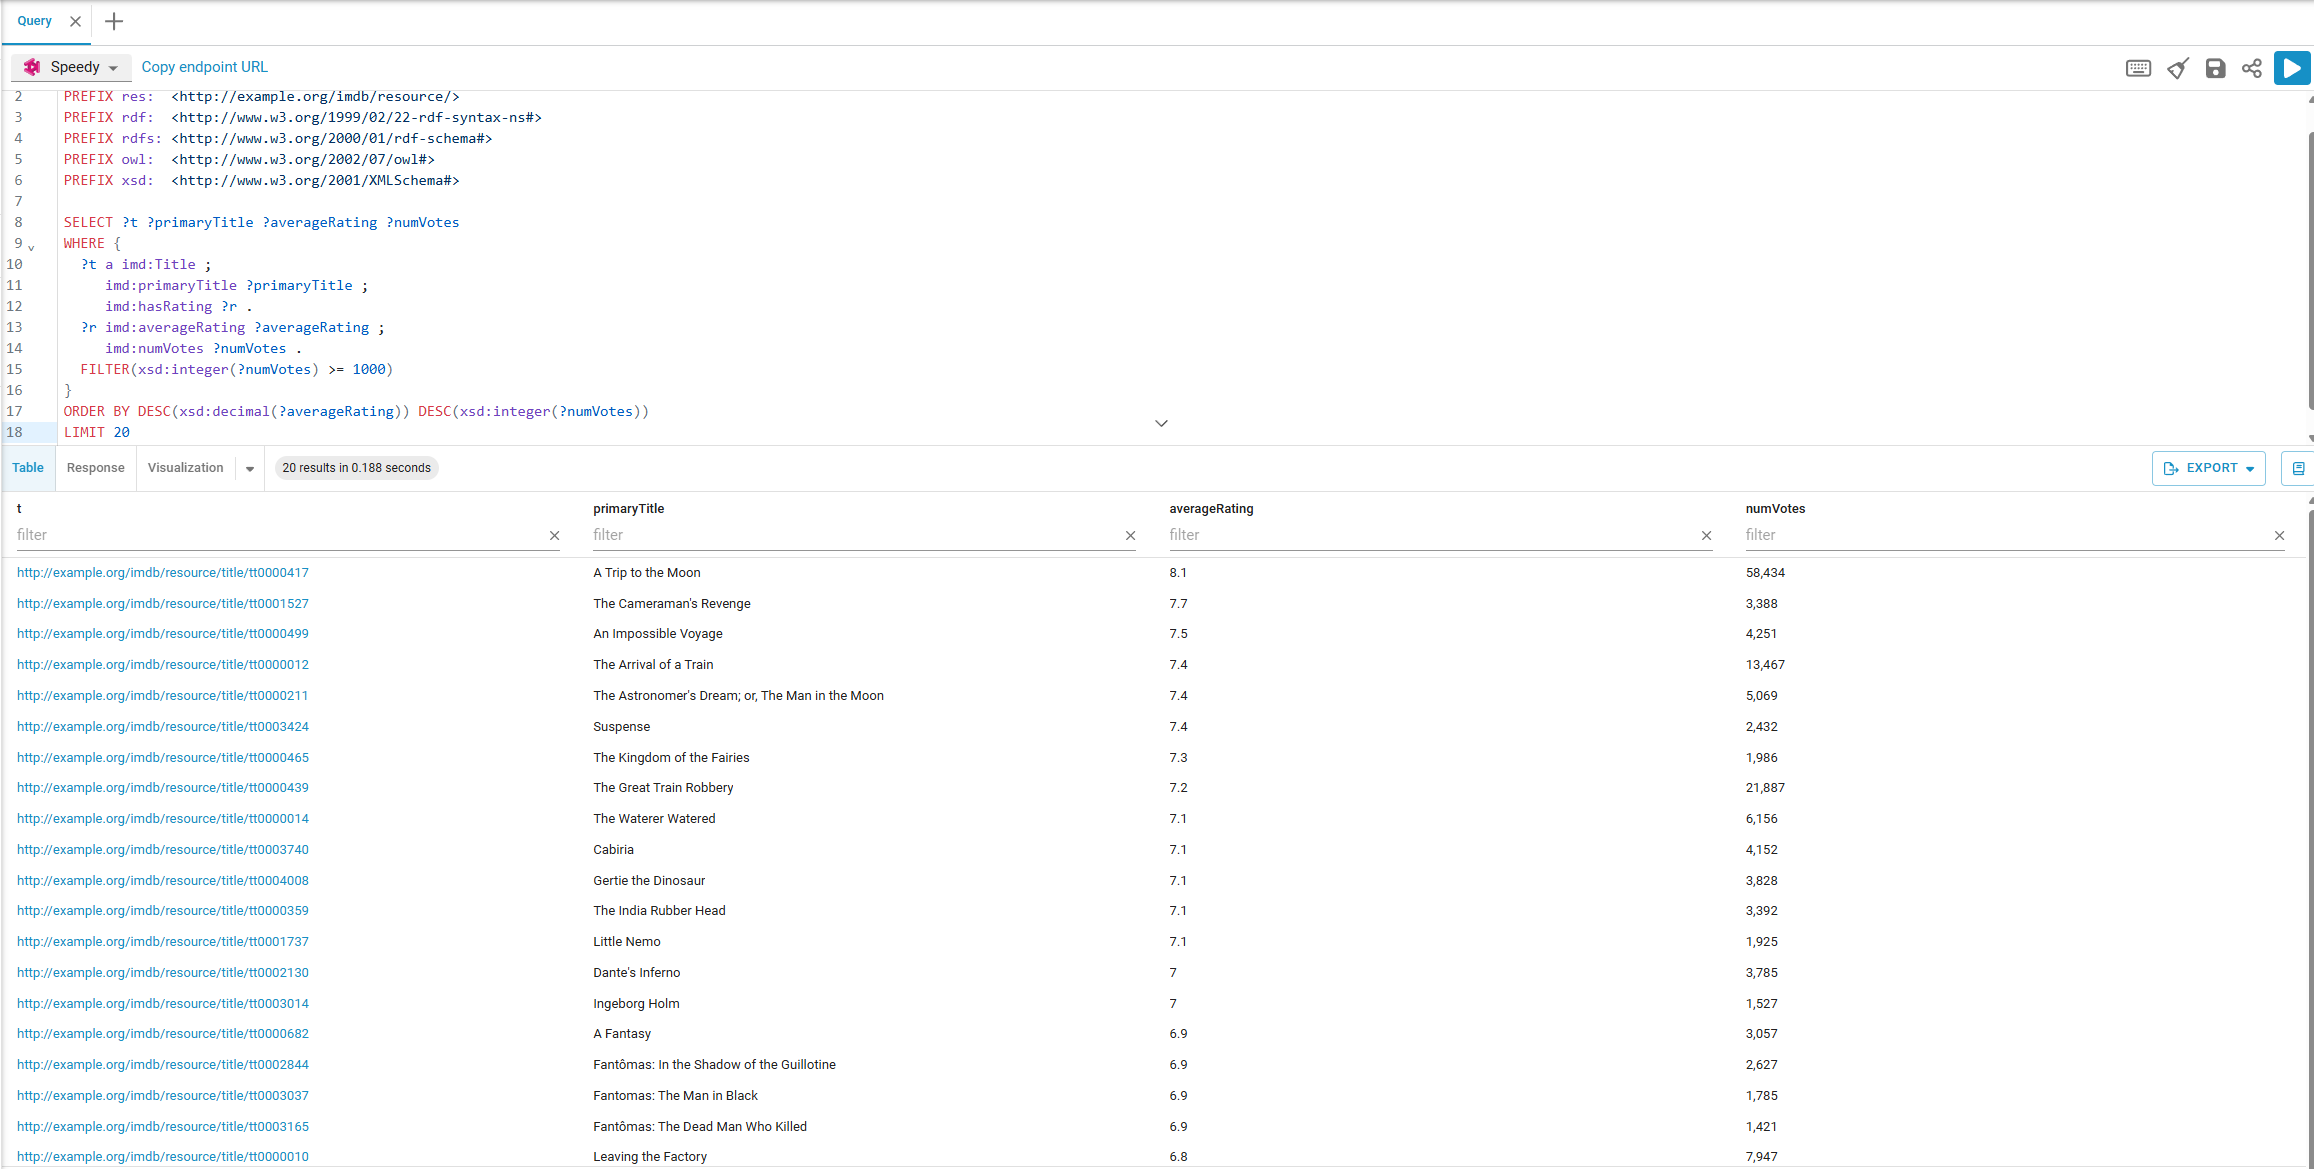 Query
Speedy Copy endpoint URL
2 PREFIX res: <http://example.org/imdb/resource/>
3 PREFIX rdf: <http://www.w3.org/1999/02/22-rdf-syntax-ns#>
4 PREFIX rdfs: <http://www.w3.org/2000/01/rdf-schema#>
5 PREFIX owl: <http://www.w3.org/2002/07/owl#>
6 PREFIX xsd: <http://www.w3.org/2001/XMLSchema#>
7
8 SELECT ?t ?primaryTitle ?averageRating ?numVotes
9 WHERE {
10 ?t a imd:Title ;
11 imd:primaryTitle ?primaryTitle ;
12 imd:hasRating ?r .
13 ?r imd:averageRating ?averageRating ;
14 imd:numVotes ?numVotes .
15 FILTER(xsd:integer(?numVotes) >= 1000)
16 }
17 ORDER BY DESC(xsd:decimal(?averageRating)) DESC(xsd:integer(?numVotes))
18 LIMIT 20
Table Response Visualization 20 results in 0.188 seconds EXPORT
t primaryTitle averageRating numVotes
filter filter filter filter
http://example.org/imdb/resource/title/tt0000417 A Trip to the Moon 8.1 58,434
http://example.org/imdb/resource/title/tt0001527 The Cameraman's Revenge 7.7 3,388
http://example.org/imdb/resource/title/tt0000499 An Impossible Voyage 7.5 4,251
http://example.org/imdb/resource/title/tt0000012 The Arrival of a Train 7.4 13,467
http://example.org/imdb/resource/title/tt0000211 The Astronomer's Dream; or, The Man in the Moon 7.4 5,069
http://example.org/imdb/resource/title/tt0003424 Suspense 7.4 2,432
http://example.org/imdb/resource/title/tt0000465 The Kingdom of the Fairies 7.3 1,986
http://example.org/imdb/resource/title/tt0000439 The Great Train Robbery 7.2 21,887
http://example.org/imdb/resource/title/tt0000014 The Waterer Watered 7.1 6,156
http://example.org/imdb/resource/title/tt0003740 Cabiria 7.1 4,152
http://example.org/imdb/resource/title/tt0004008 Gertie the Dinosaur 7.1 3,828
http://example.org/imdb/resource/title/tt0000359 The India Rubber Head 7.1 3,392
http://example.org/imdb/resource/title/tt0001737 Little Nemo 7.1 1,925
http://example.org/imdb/resource/title/tt0002130 Dante's Inferno 7 3,785
http://example.org/imdb/resource/title/tt0003014 Ingeborg Holm 7 1,527
http://example.org/imdb/resource/title/tt0000682 A Fantasy 6.9 3,057
http://example.org/imdb/resource/title/tt0002844 Fantômas: In the Shadow of the Guillotine 6.9 2,627
http://example.org/imdb/resource/title/tt0003037 Fantomas: The Man in Black 6.9 1,785
http://example.org/imdb/resource/title/tt0003165 Fantômas: The Dead Man Who Killed 6.9 1,421
http://example.org/imdb/resource/title/tt0000010 Leaving the Factory 6.8 7,947